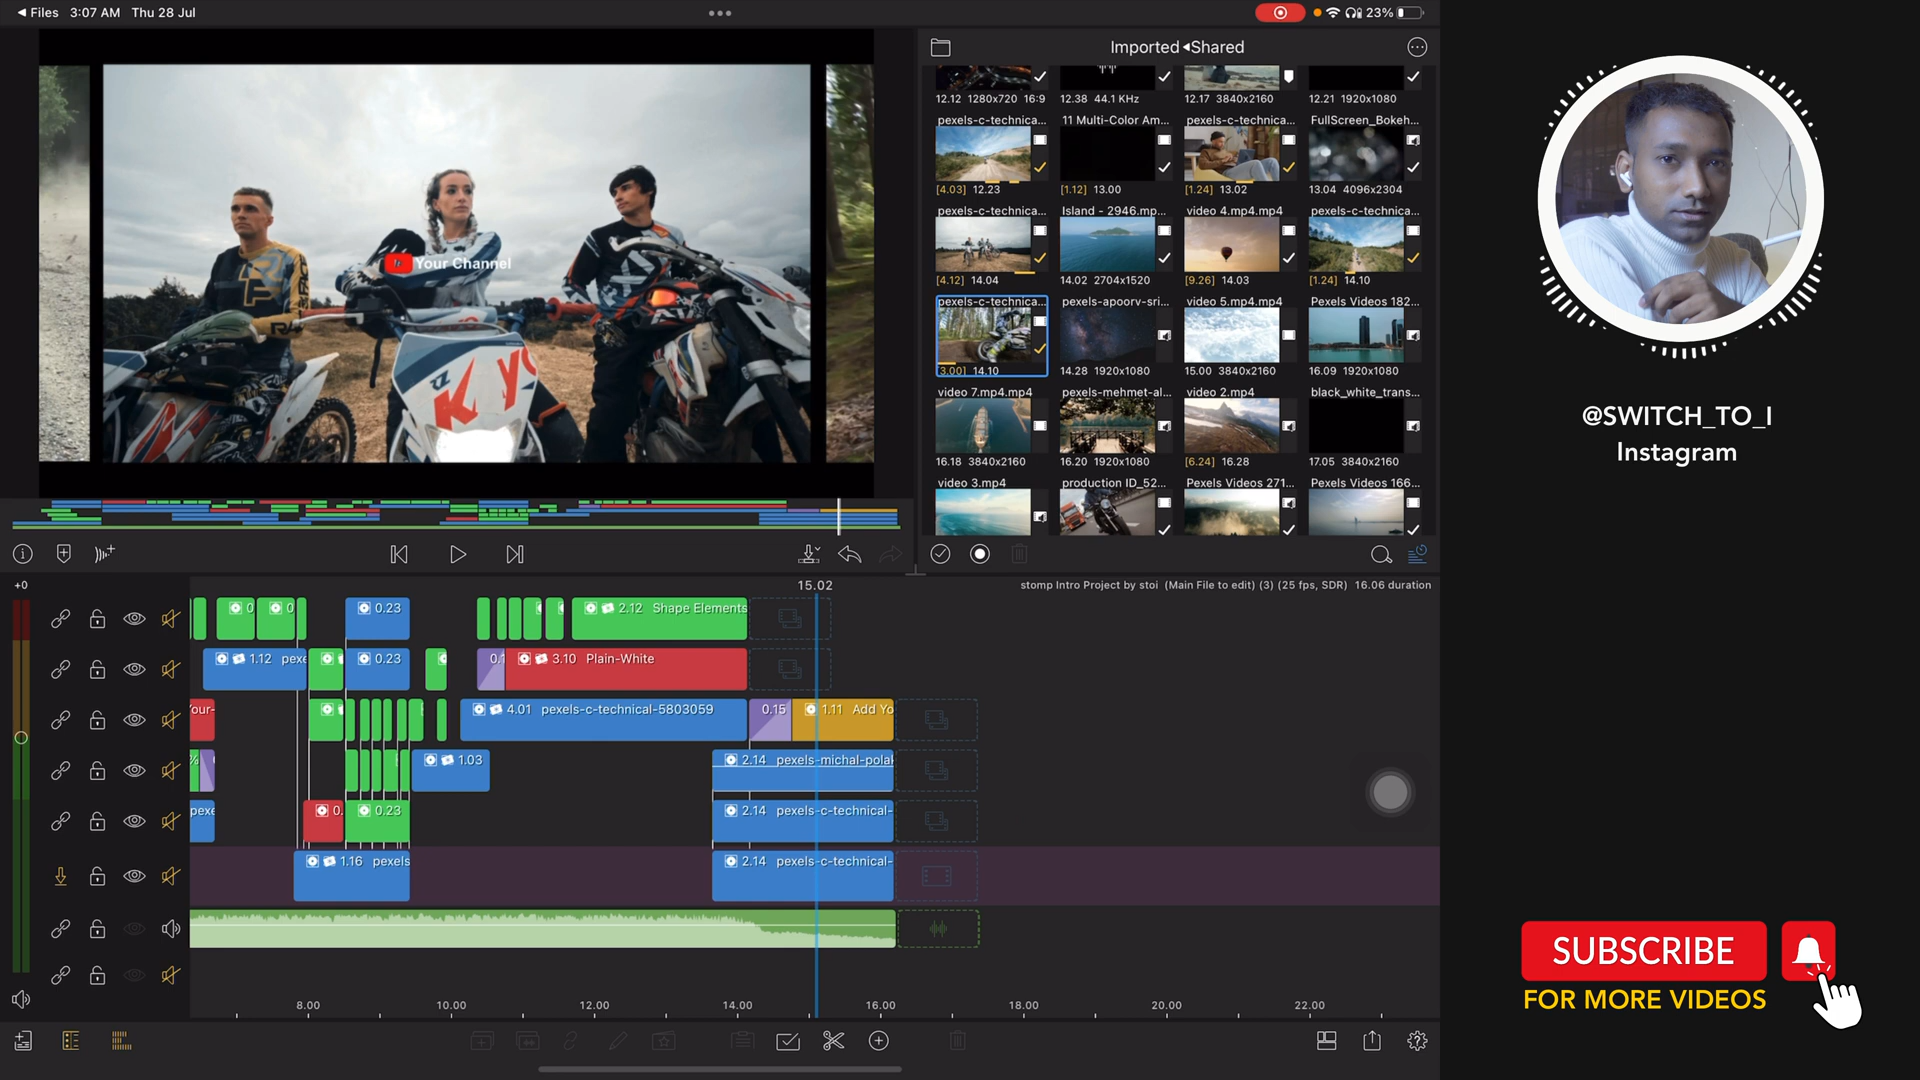 Files 3:07 AM Thu 28 Jul
23%
Imported Shared
12.12 1280x720 16:9
12.38 44.1 KHz
12.17 3840x2160
12.21 1920x1080
pexels-c-technica...
11 Multi-Color Am...
pexels-c-technica...
FullScreen_Bokeh...
[4.03] 12.23
[1.12] 13.00
[1.24] 13.02
13.04 4096x2304
pexels-c-technica...
Island - 2946.mp...
video 4.mp4.mp4
pexels-c-technica...
[4.12] 14.04
14.02 2704x1520
[9.26] 14.03
[1.24] 14.10
pexels-c-technica...
pexels-apoorv-sri...
video 5.mp4.mp4
Pexels Videos 182...
[3.00] 14.10
14.28 1920x1080
15.00 3840x2160
16.09 1920x1080
video 7.mp4.mp4
pexels-mehmet-al...
video 2.mp4
black_white_trans...
16.18 3840x2160
16.20 1920x1080
[6.24] 16.28
17.05 3840x2160
video 3.mp4
production ID_52...
Pexels Videos 271...
Pexels Videos 166...
Your Channel
@SWITCH_TO_I
Instagram
+0
15.02
stomp Intro Project by stoi (Main File to edit) (3) (25 fps, SDR) 16.06 duration
0 0 0.23 2.12 Shape Elements
1.12 pexe 0.23 0.1 3.10 Plain-White
our- 4.01 pexels-c-technical-5803059 0.15 1.11 Add Yo
% 1.03 2.14 pexels-michal-pola
pexe 0. 0.23 2.14 pexels-c-technical-
1.16 pexels 2.14 pexels-c-technical-
8.00 10.00 12.00 14.00 16.00 18.00 20.00 22.00
SUBSCRIBE
FOR MORE VIDEOS